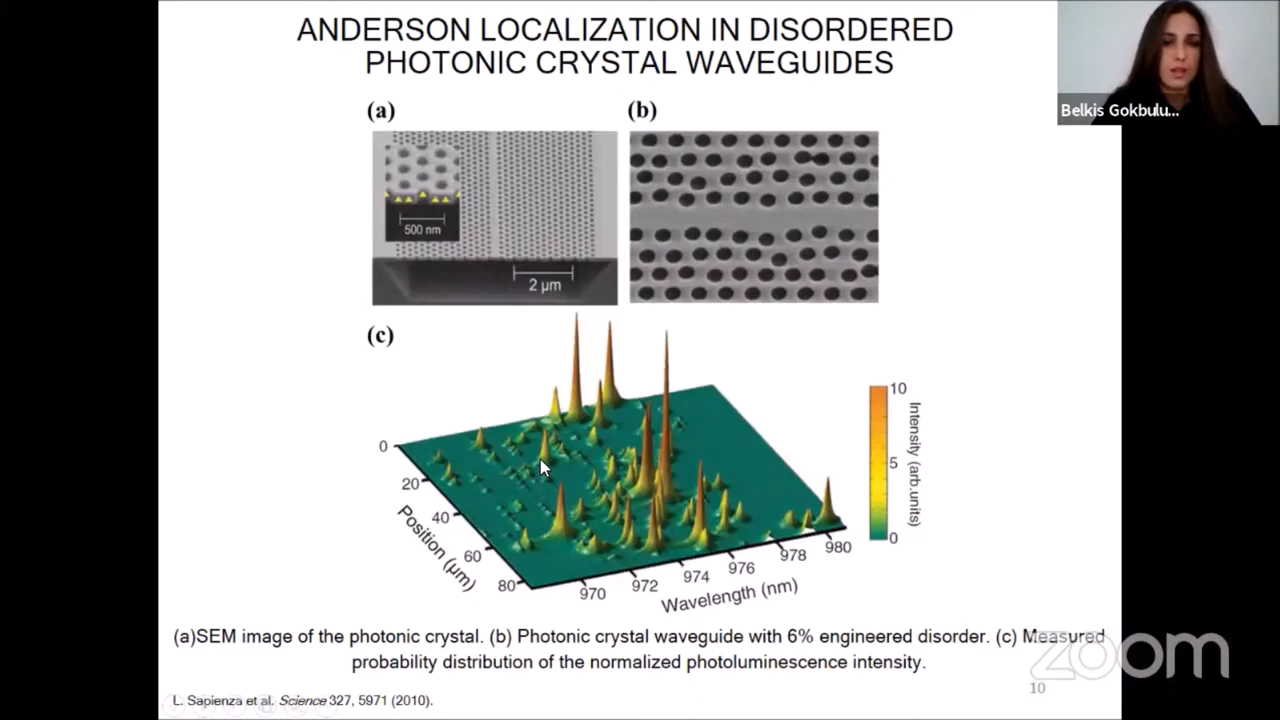 ANDERSON LOCALIZATION IN DISORDERED
PHOTONIC CRYSTAL WAVEGUIDES
Belkis Gokbulu...
(a)
(b)
500 nm
2 µm
(c)
10
5
0
Intensity (arb.units)
0
20
40
60
80
Position (µm)
970
972
974
976
978
980
Wavelength (nm)
(a)SEM image of the photonic crystal. (b) Photonic crystal waveguide with 6% engineered disorder. (c) Measured
probability distribution of the normalized photoluminescence intensity.
zoom
10
L. Sapienza et al. Science 327, 5971 (2010).